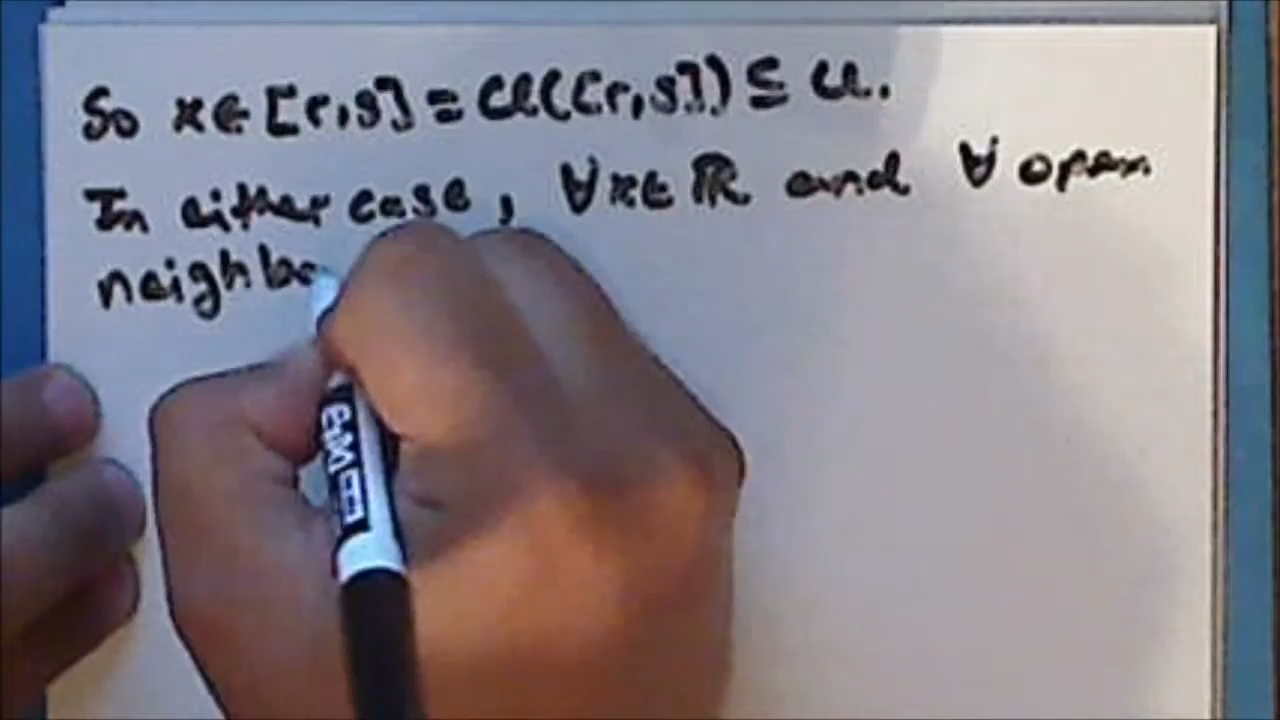 So x ∈ [r,s] = Cl([r,s]) ⊆ U.
In either case, ∀x∈ ℝ and ∀ open
neighbo